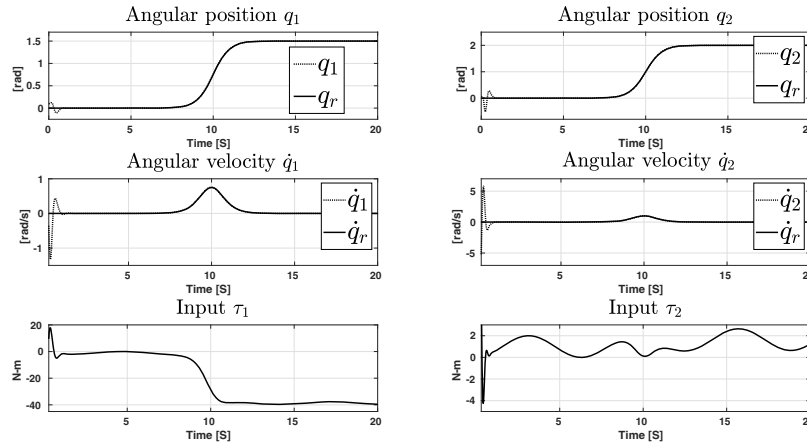 Angular position q₁
1.5
1
0.5
0
[rad]
q₁
qᵣ
0 5 10 15 20
Time [S]
Angular position q₂
2
1
0
[rad]
q₂
qᵣ
0 5 10 15 20
Time [S]
Angular velocity q̇₁
1
0
-1
[rad/s]
q̇₁
q̇ᵣ
5 10 15 20
Time [S]
Angular velocity q̇₂
5
0
-5
[rad/s]
q̇₂
q̇ᵣ
5 10 15 20
Time [S]
Input τ₁
20
0
-20
-40
N-m
5 10 15 20
Time [S]
Input τ₂
2
0
-2
-4
N-m
5 10 15 20
Time [S]